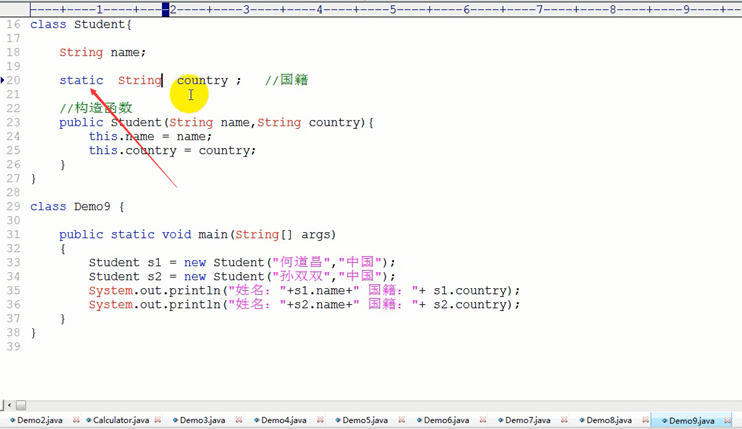 ----+----1----+----2----+----3----+----4----+----5----+----6----+----7----+----8----+----9----+--
16 class Student{
17
18     String name;
19
20     static  String  country ;   //国籍
21
22     //构造函数
23     public Student(String name,String country){
24         this.name = name;
25         this.country = country;
26     }
27 }
28
29 class Demo9 {
30
31     public static void main(String[] args)
32     {
33         Student s1 = new Student("何道昌","中国");
34         Student s2 = new Student("孙双双","中国");
35         System.out.println("姓名："+s1.name+" 国籍："+ s1.country);
36         System.out.println("姓名："+s2.name+" 国籍："+ s2.country);
37     }
38 }
39
Demo2.java Calculator.java Demo3.java Demo4.java Demo5.java Demo6.java Demo7.java Demo8.java Demo9.java